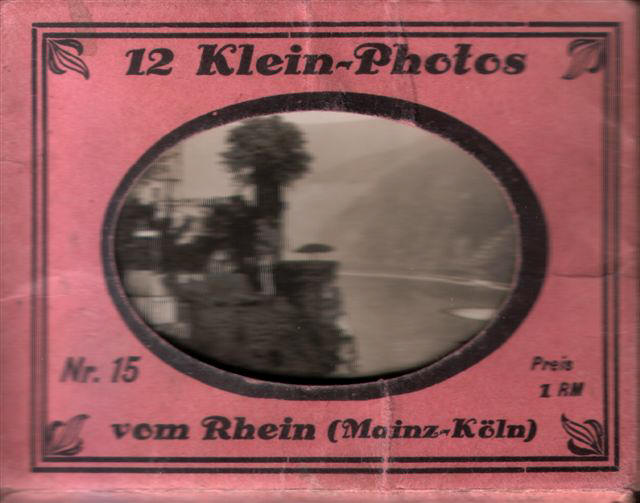 12 Klein-Photos
Nr. 15
Preis
1 RM
vom Rhein (Mainz-Köln)